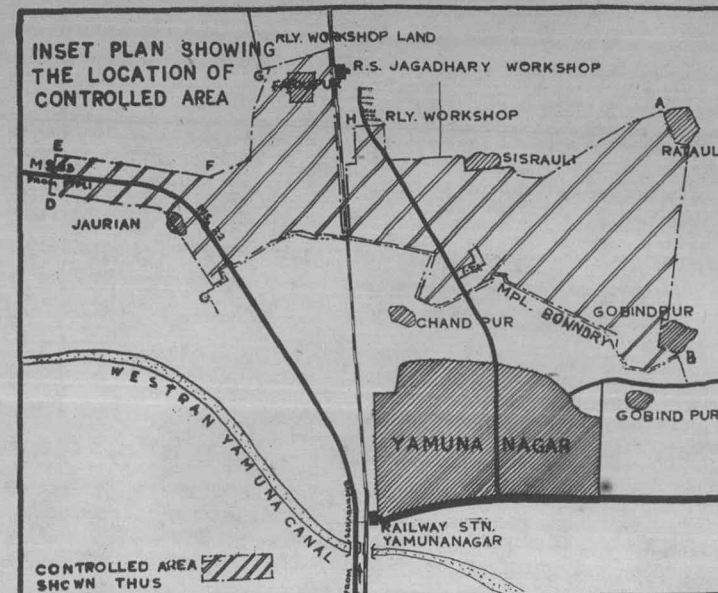 INSET PLAN SHOWING
THE LOCATION OF
CONTROLLED AREA
RLY. WORKSHOP LAND
G
R.S. JAGADHARY WORKSHOP
H
RLY. WORKSHOP
A
RATAULI
SISRAULI
E
F
D
JAURIAN
C
CHAND PUR
MPL. BONNDRY
GOBINDPUR
B
GOBIND PUR
WESTRAN YAMUNA CANAL
YAMUNA NAGAR
RAILWAY STN.
YAMUNANAGAR
CONTROLLED AREA
SHOWN THUS